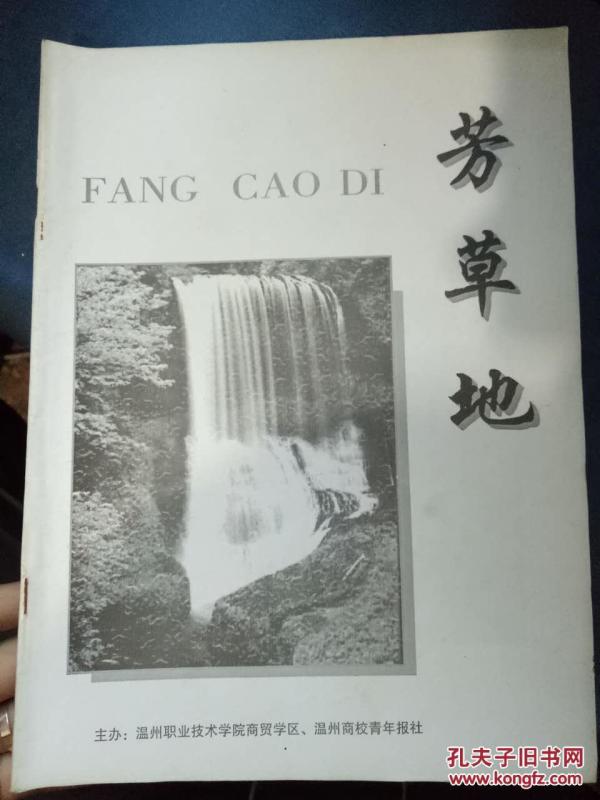 芳草地
FANG CAO DI
主办：温州职业技术学院商贸学区、温州商校青年报社
孔夫子旧书网
www.kongfz.com